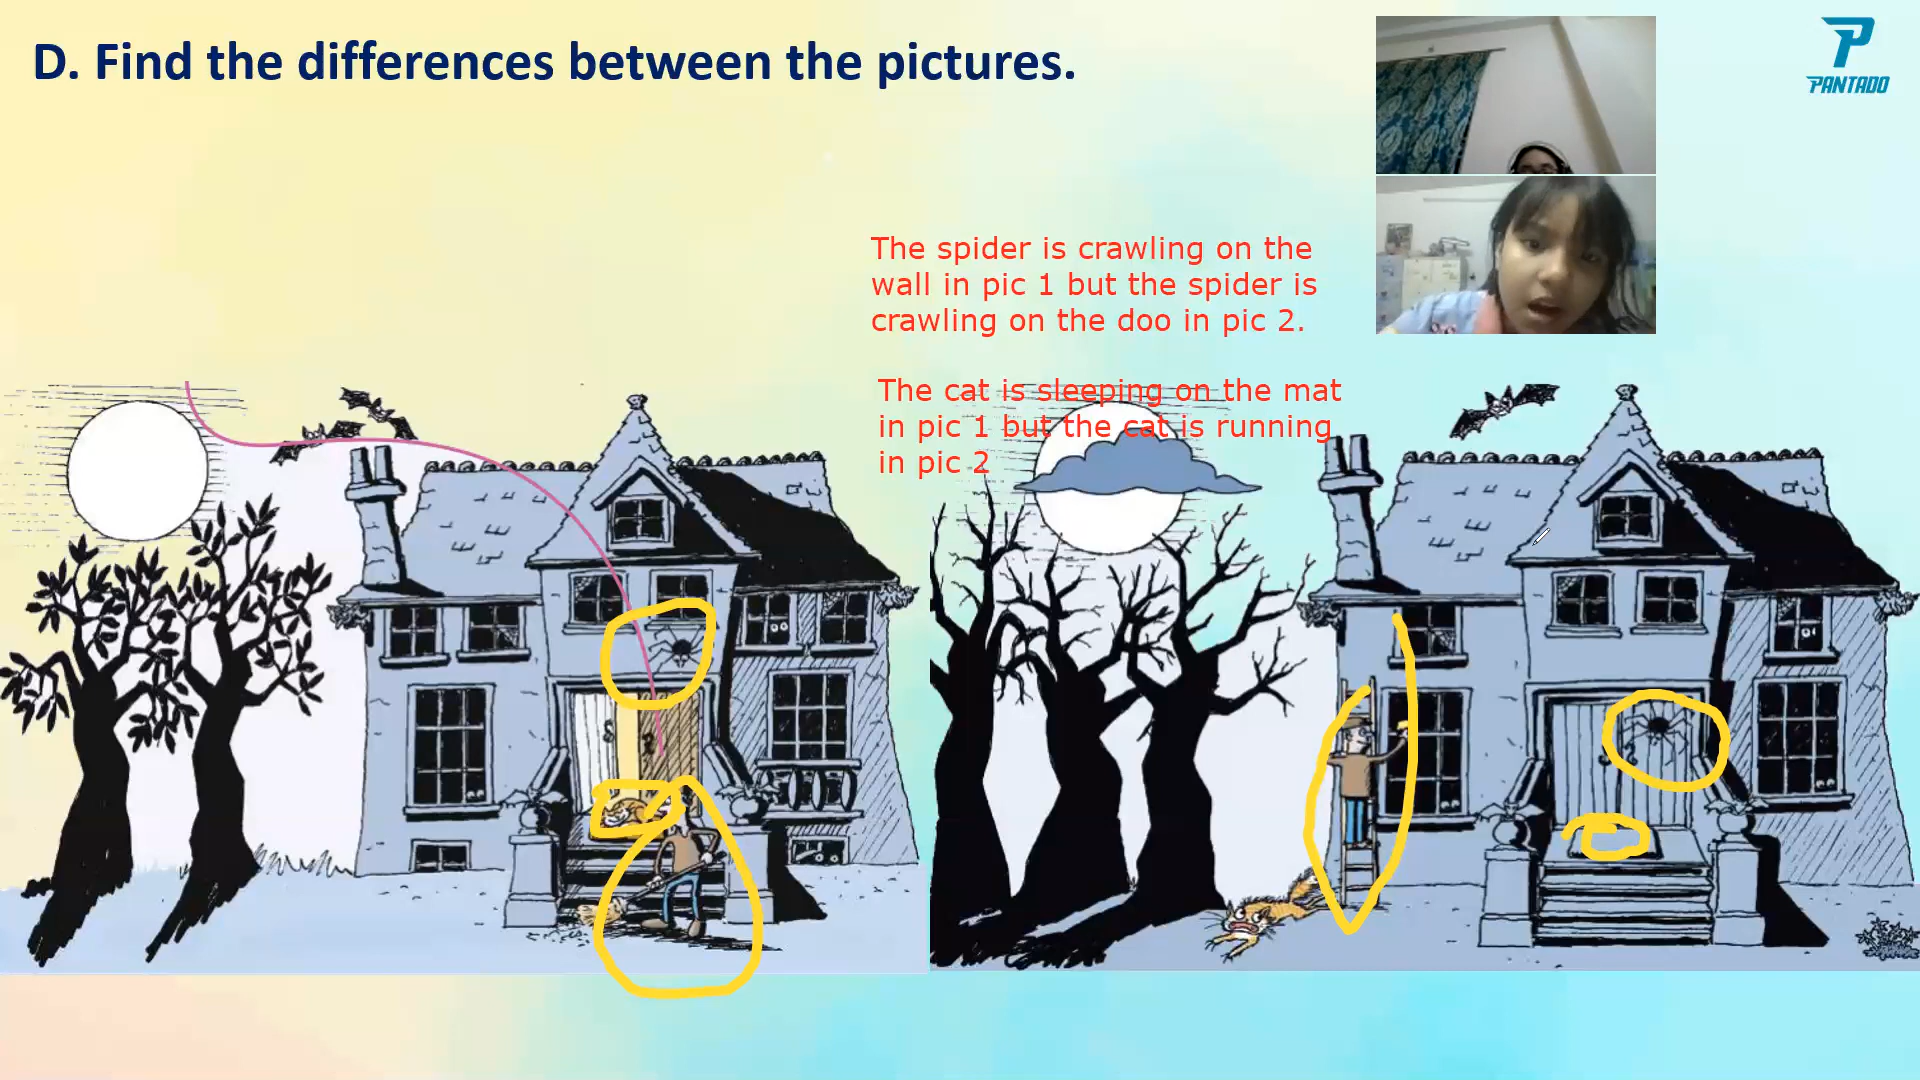 D. Find the differences between the pictures.
PANTADO
The spider is crawling on the
wall in pic 1 but the spider is
crawling on the doo in pic 2.
The cat is sleeping on the mat
in pic 1 but the cat is running
in pic 2